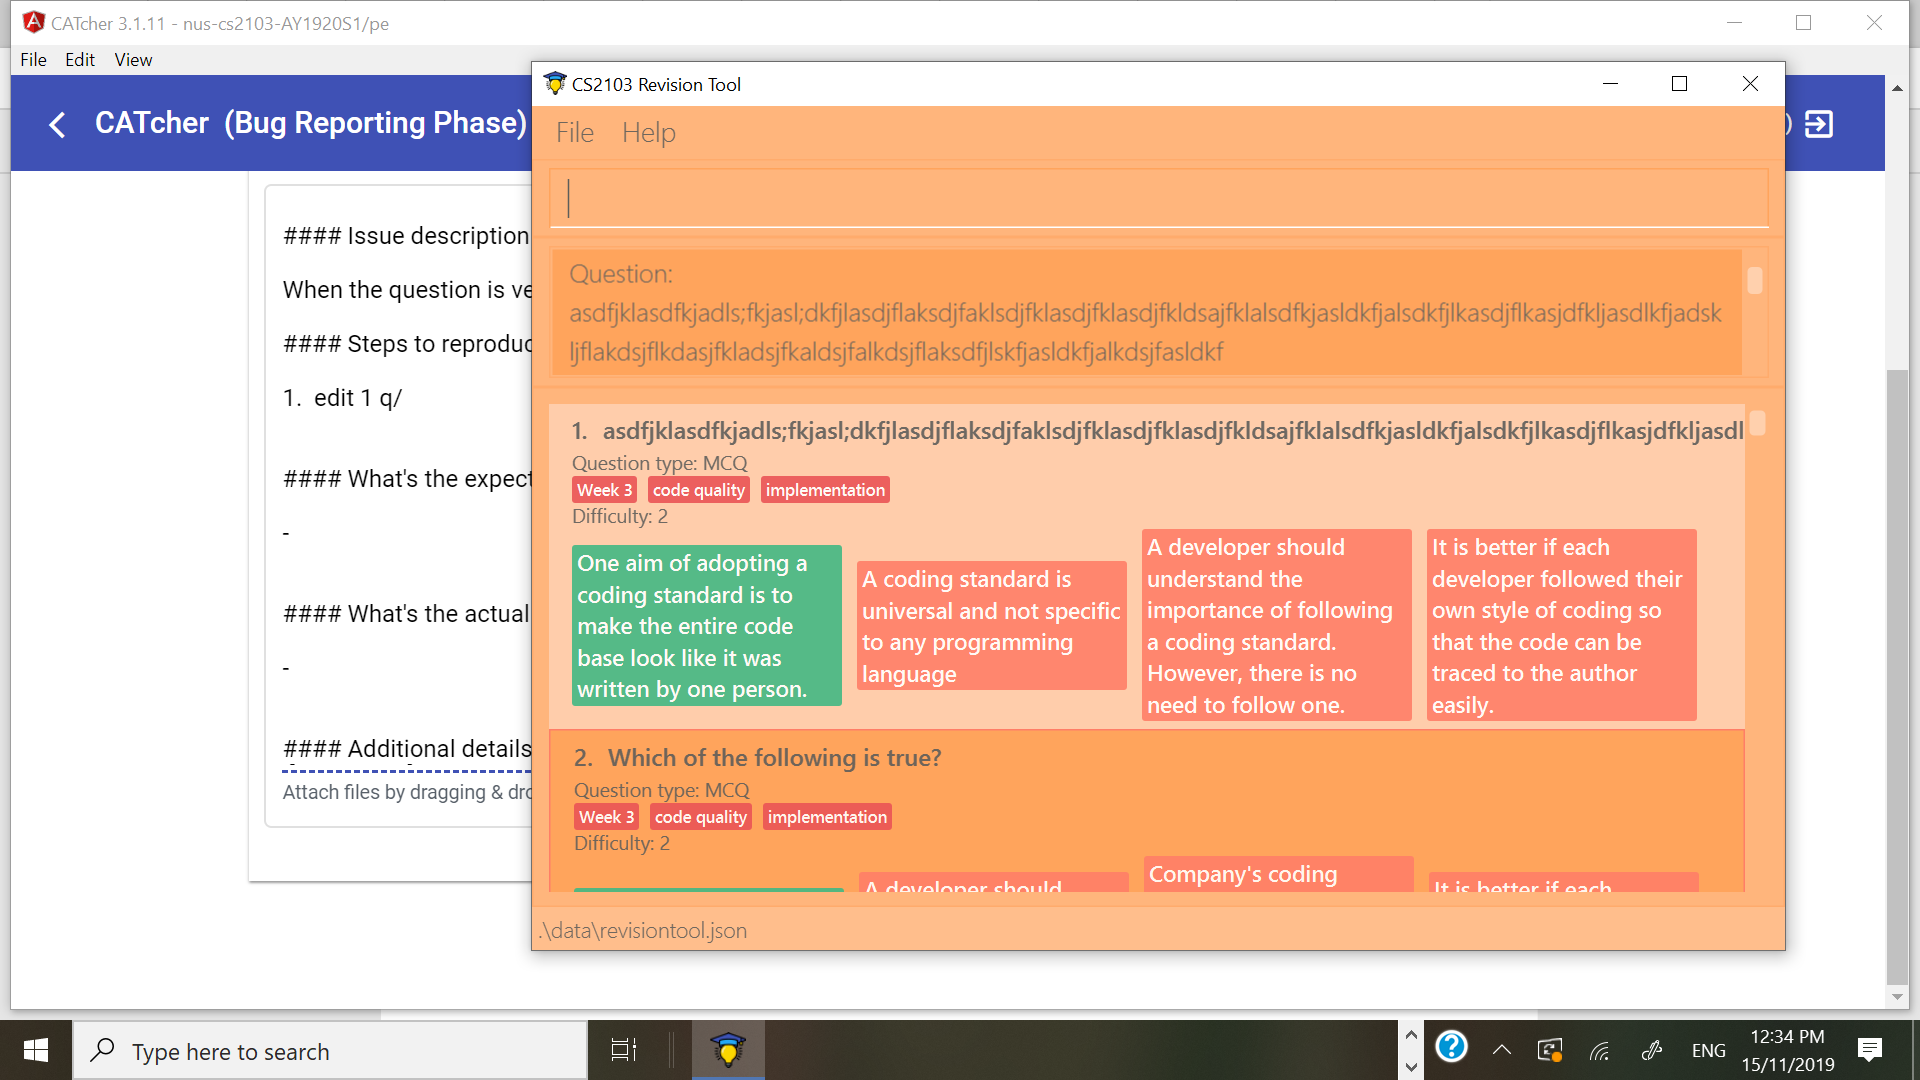 CATcher 3.1.11 - nus-cs2103-AY1920S1/pe
File Edit View
CATcher (Bug Reporting Phase)
#### Issue description
When the question is ve
#### Steps to reproduc
1. edit 1 q/
#### What's the expect
-
#### What's the actual
-
#### Additional details
Attach files by dragging & dro
CS2103 Revision Tool
File Help
Question:
asdfjklasdfkjadls;fkjasl;dkfjlasdjflaksdjfaklsdjfklasdjfklasdjfkldsajfklalsdfkjasldkfjalsdkfjlkasdjflkasjdfkljasdlkfjadsk
ljflakdsjflkdasjfkladsjfkaldsjfalkdsjflaksdfjlskfjasldkfjalkdsjfasldkf
1. asdfjklasdfkjadls;fkjasl;dkfjlasdjflaksdjfaklsdjfklasdjfklasdjfkldsajfklalsdfkjasldkfjalsdkfjlkasdjflkasjdfkljasdl
Question type: MCQ
Week 3 code quality implementation
Difficulty: 2
One aim of adopting a
coding standard is to
make the entire code
base look like it was
written by one person.
A coding standard is
universal and not specific
to any programming
language
A developer should
understand the
importance of following
a coding standard.
However, there is no
need to follow one.
It is better if each
developer followed their
own style of coding so
that the code can be
traced to the author
easily.
2. Which of the following is true?
Question type: MCQ
Week 3 code quality implementation
Difficulty: 2
A developer should
Company's coding
It is better if each
.\data\revisiontool.json
Type here to search
ENG
12:34 PM
15/11/2019